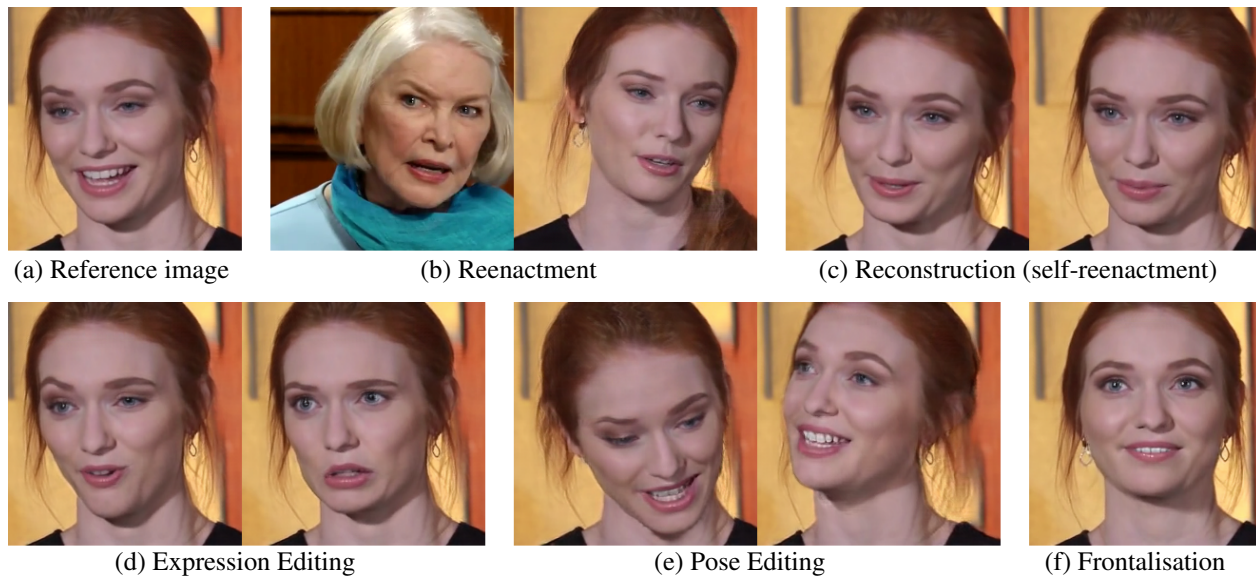 (a) Reference image
(b) Reenactment
(c) Reconstruction (self-reenactment)
(d) Expression Editing
(e) Pose Editing
(f) Frontalisation